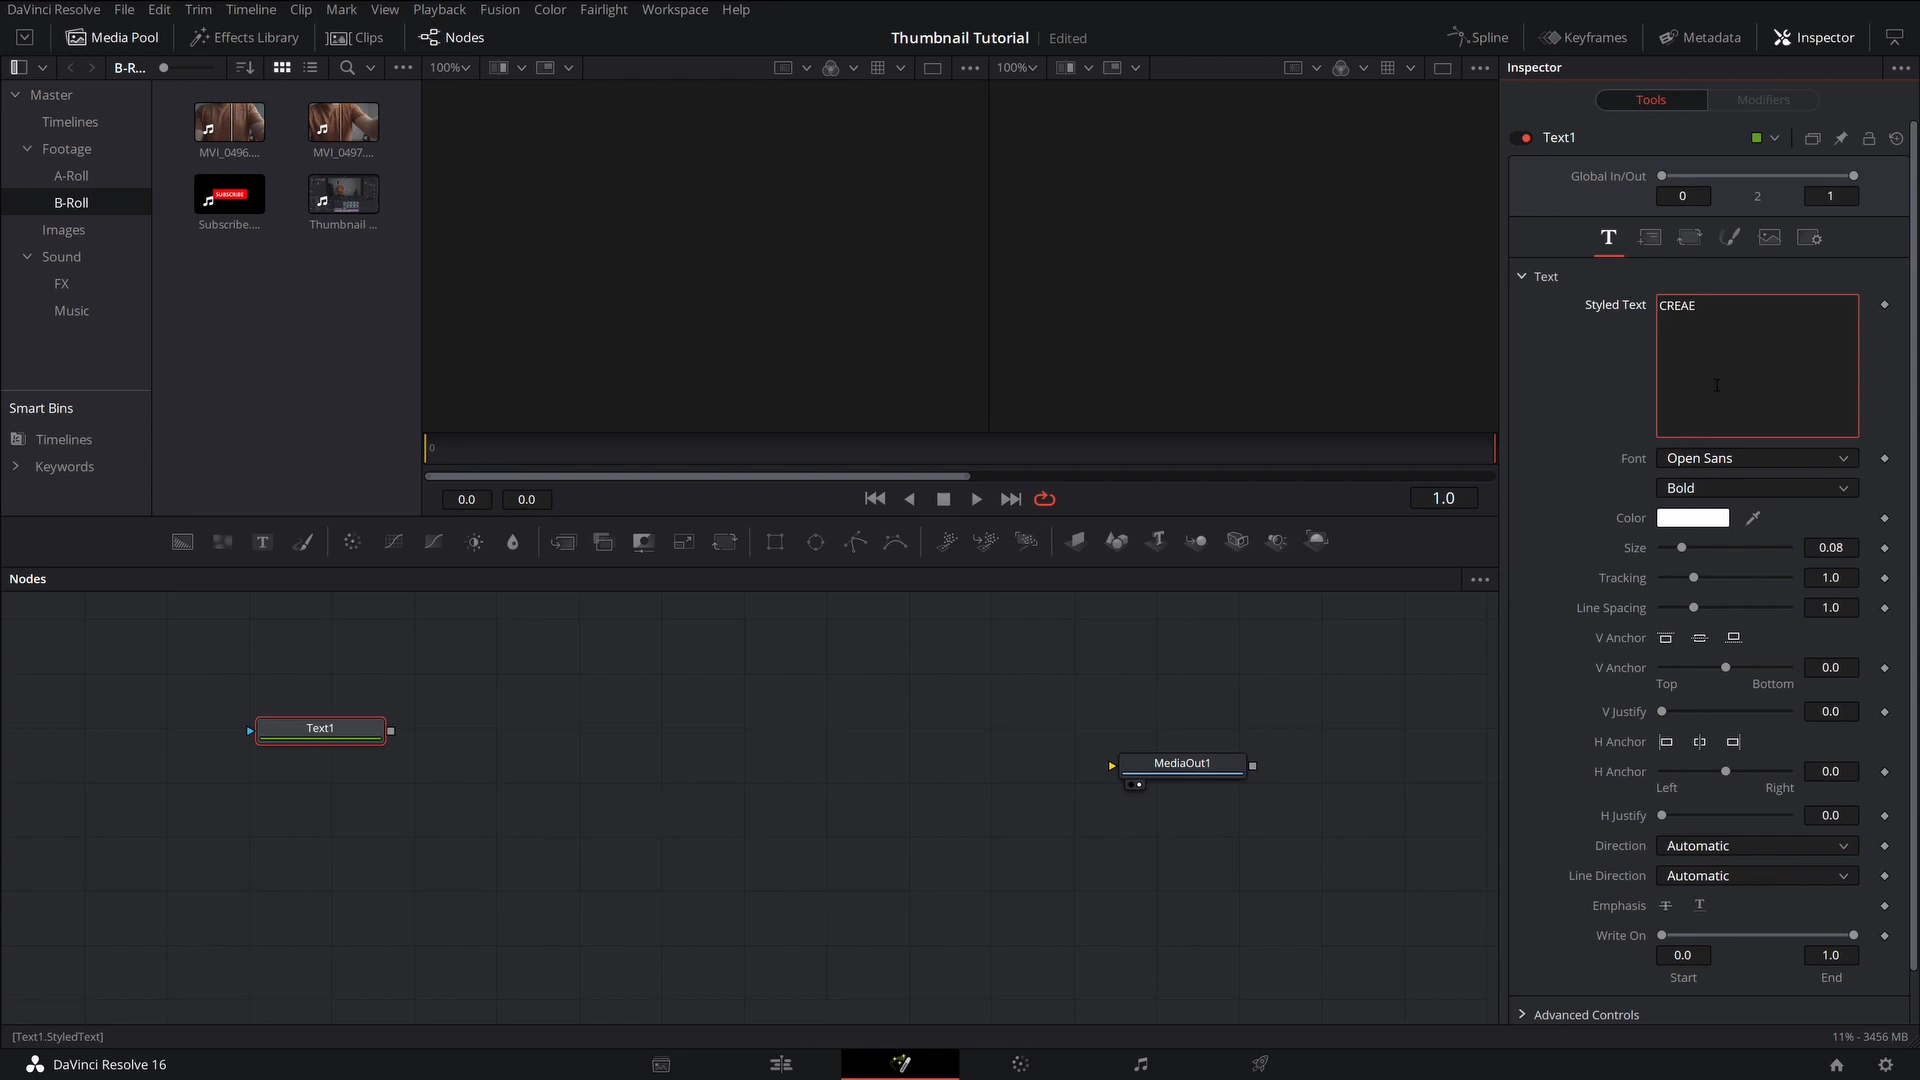 DaVinci Resolve File Edit Trim Timeline Clip Mark View Playback Fusion Color Fairlight Workspace Help
Media Pool Effects Library Clips Nodes Thumbnail Tutorial Edited Spline Keyframes Metadata Inspector
B-R... 100% 100% Inspector
Master
Timelines
Footage
A-Roll
B-Roll
Images
Sound
FX
Music
MVI_0496.... MVI_0497....
SUBSCRIBE
Subscribe.... Thumbnail ...
Smart Bins
Timelines
Keywords
0
0.0 0.0 1.0
Tools Modifiers
Text1
Global In/Out
0 2 1
T
Text
Styled Text CREAE
Font Open Sans
Bold
Color
Size 0.08
Tracking 1.0
Line Spacing 1.0
V Anchor
V Anchor 0.0
Top Bottom
V Justify 0.0
H Anchor
H Anchor 0.0
Left Right
H Justify 0.0
Direction Automatic
Line Direction Automatic
Emphasis T T
Write On
0.0 1.0
Start End
Advanced Controls
Nodes
Text1
MediaOut1
[Text1.StyledText] 11% - 3456 MB
DaVinci Resolve 16